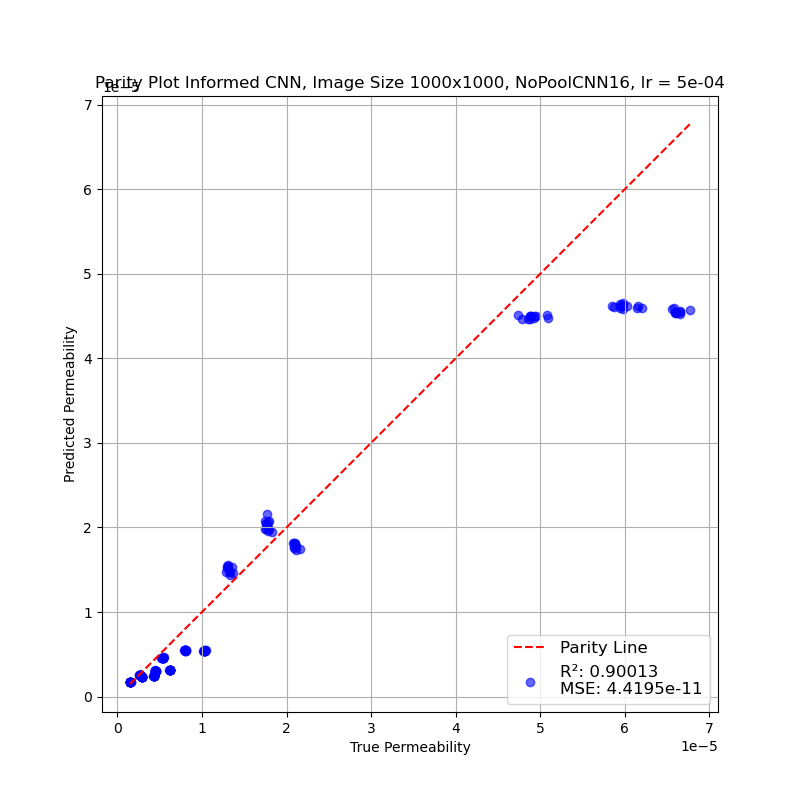 Parity Plot Informed CNN, Image Size 1000x1000, NoPoolCNN16, lr = 5e-04
1e−5
7
6
5
4
3
2
1
0
Predicted Permeability
Parity Line
R²: 0.90013
MSE: 4.4195e-11
0 1 2 3 4 5 6 7
True Permeability
1e−5